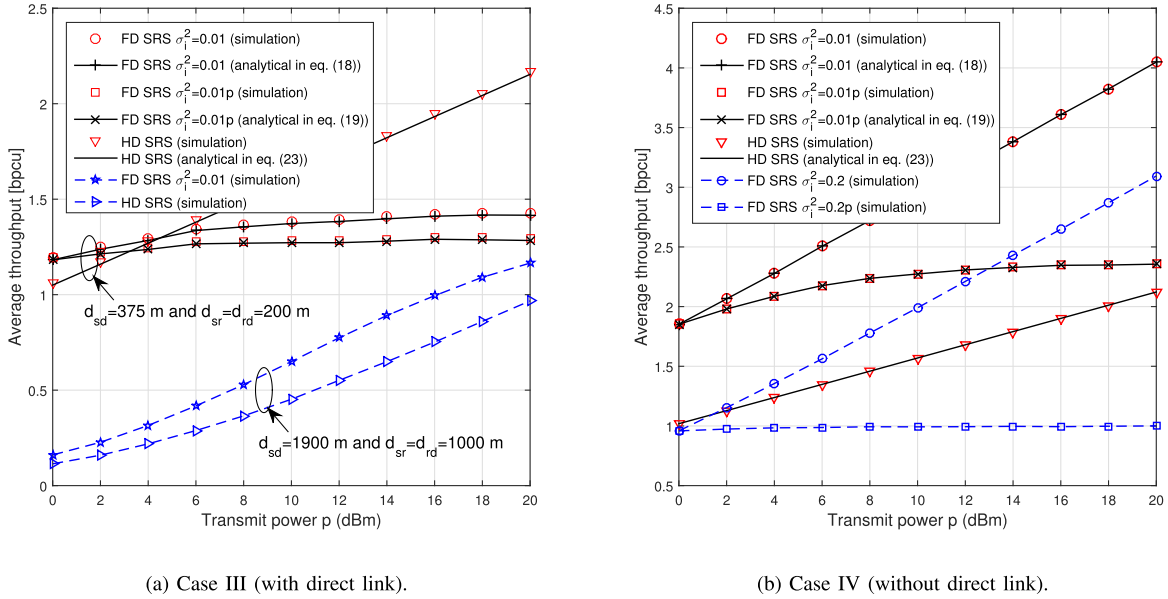 2.5
2
1.5
1
0.5
0
Average throughput [bpcu]
FD SRS σ_i^2=0.01 (simulation)
FD SRS σ_i^2=0.01 (analytical in eq. (18))
FD SRS σ_i^2=0.01p (simulation)
FD SRS σ_i^2=0.01p (analytical in eq. (19))
HD SRS (simulation)
HD SRS (analytical in eq. (23))
FD SRS σ_i^2=0.01 (simulation)
HD SRS (simulation)
d_sd=375 m and d_sr=d_rd=200 m
d_sd=1900 m and d_sr=d_rd=1000 m
0 2 4 6 8 10 12 14 16 18 20
Transmit power p (dBm)
(a) Case III (with direct link).
4.5
4
3.5
3
2.5
2
1.5
1
0.5
Average throughput [bpcu]
FD SRS σ_i^2=0.01 (simulation)
FD SRS σ_i^2=0.01 (analytical in eq. (18))
FD SRS σ_i^2=0.01p (simulation)
FD SRS σ_i^2=0.01p (analytical in eq. (19))
HD SRS (simulation)
HD SRS (analytical in eq. (23))
FD SRS σ_i^2=0.2 (simulation)
FD SRS σ_i^2=0.2p (simulation)
0 2 4 6 8 10 12 14 16 18 20
Transmit power p (dBm)
(b) Case IV (without direct link).